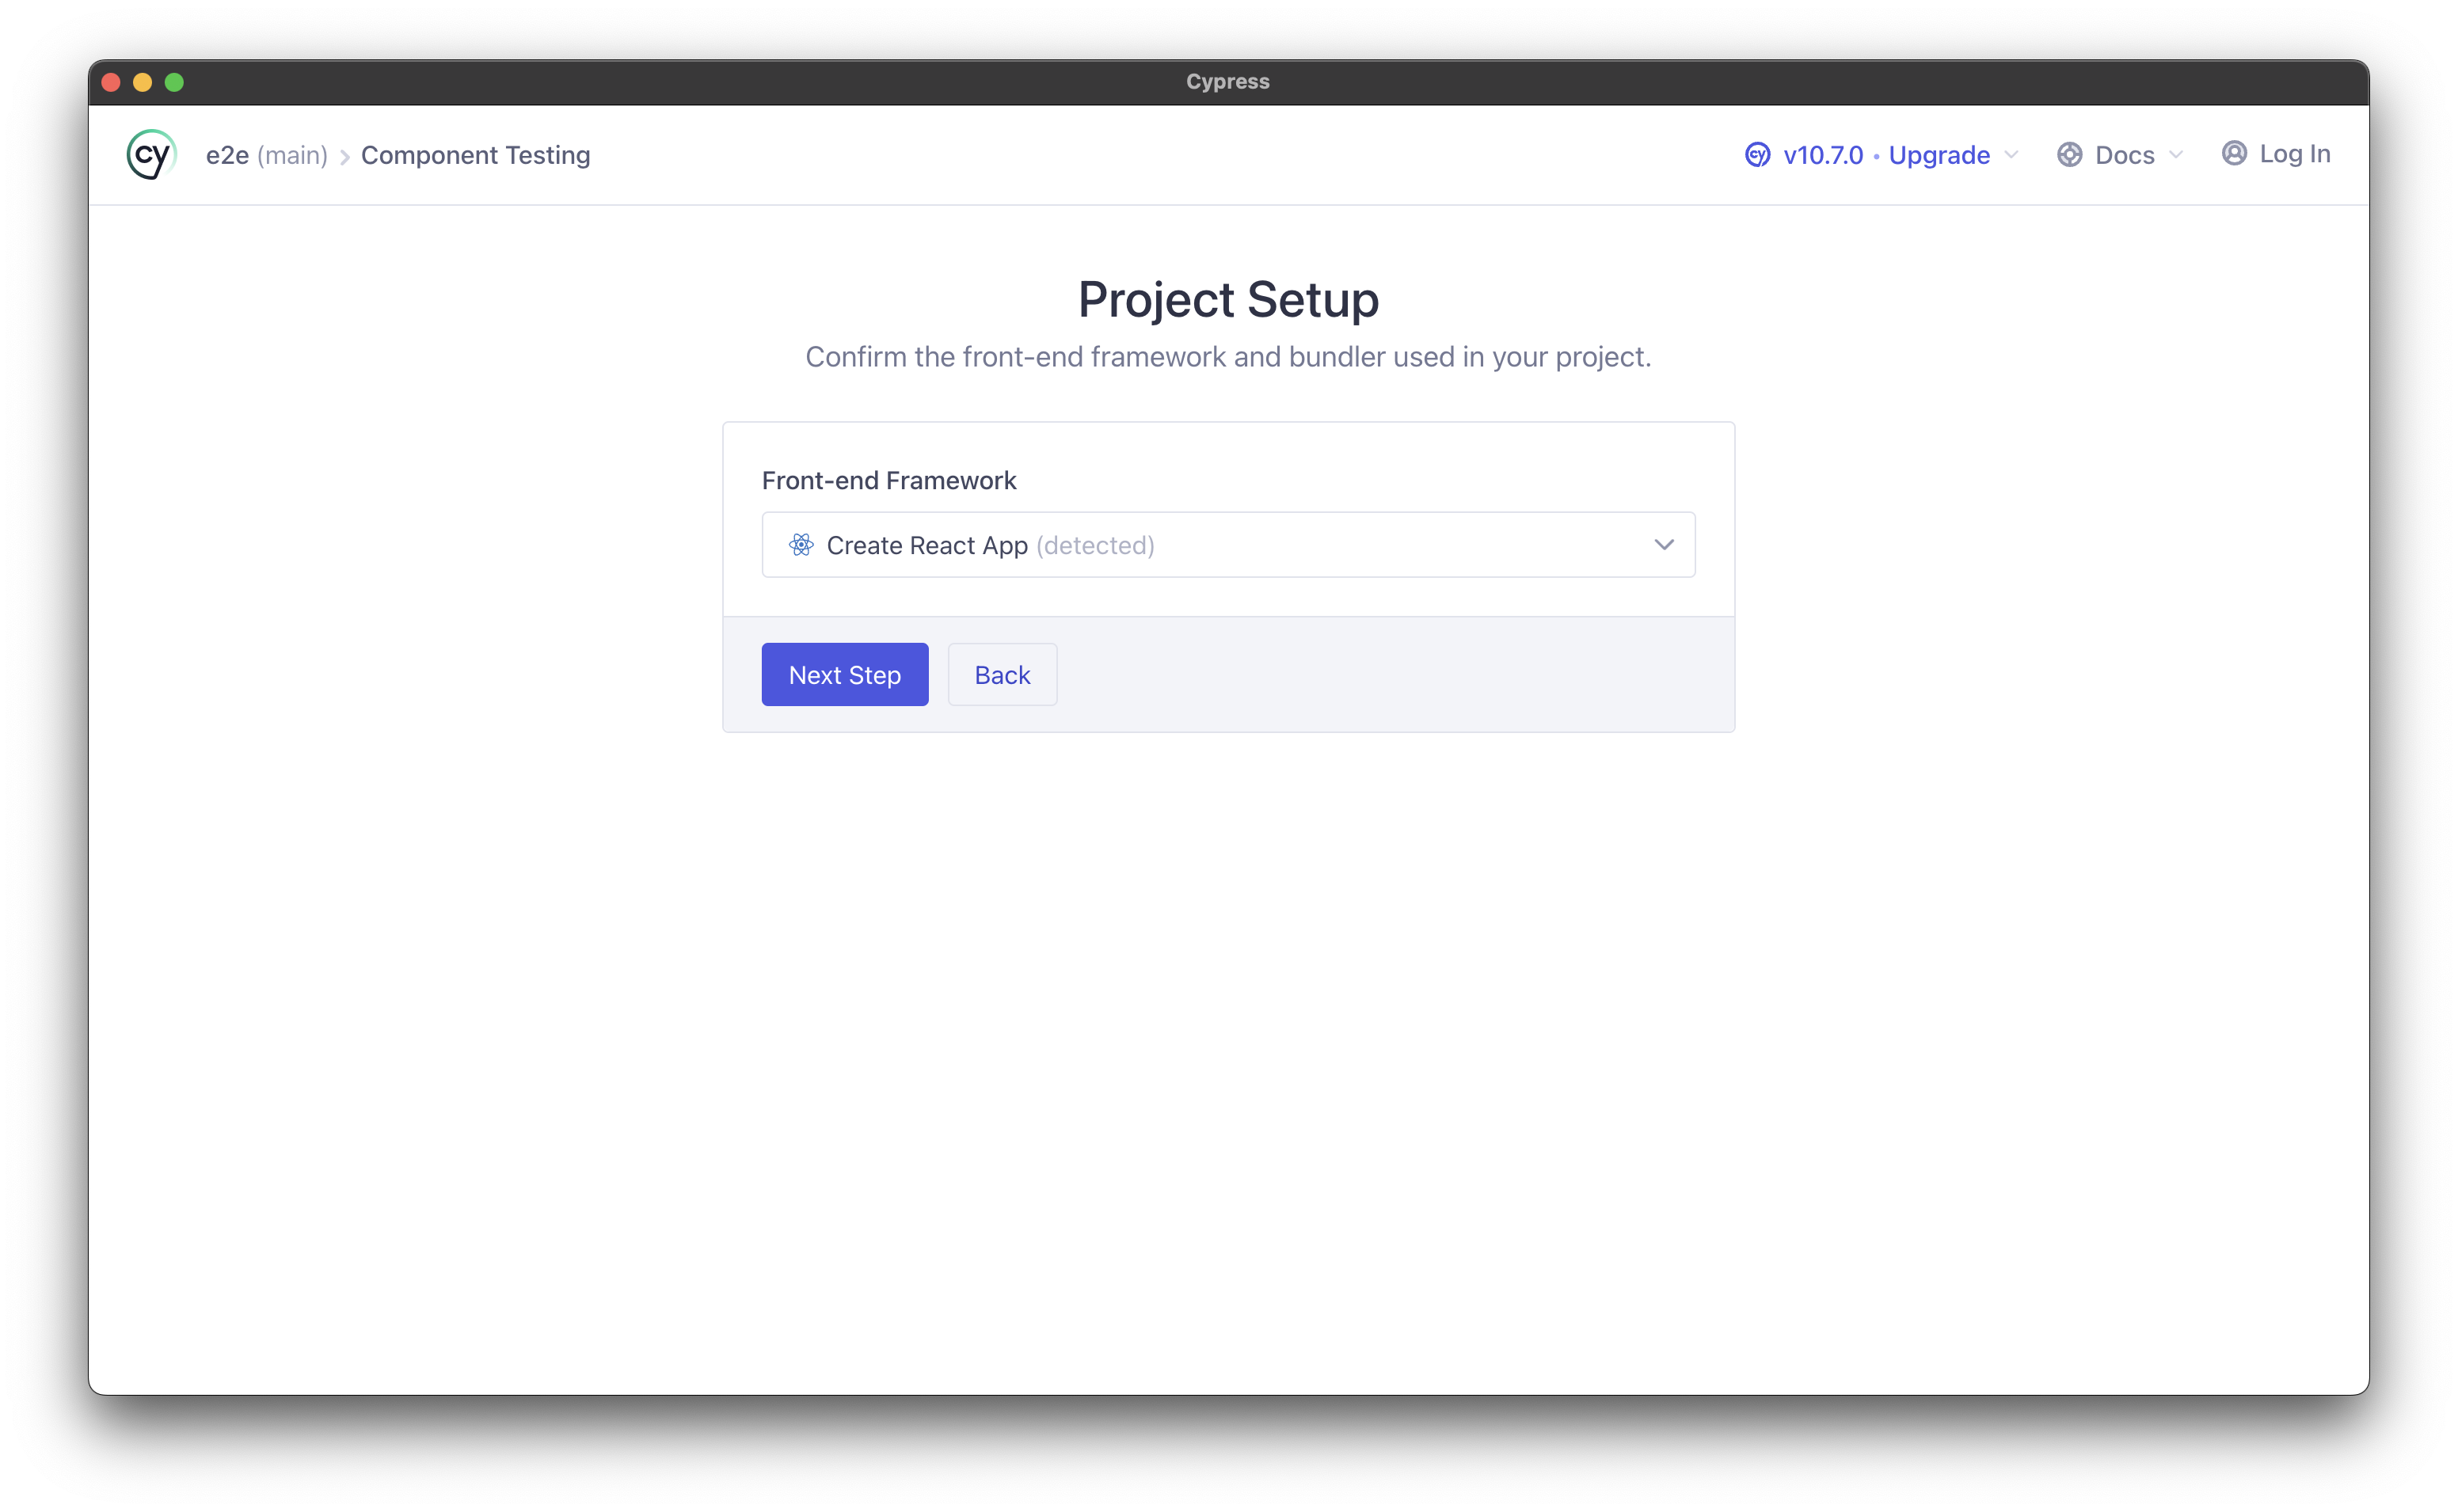 Cypress
cy e2e (main) > Component Testing
cy v10.7.0 • Upgrade Docs Log In
Project Setup
Confirm the front-end framework and bundler used in your project.
Front-end Framework
Create React App (detected)
Next Step Back